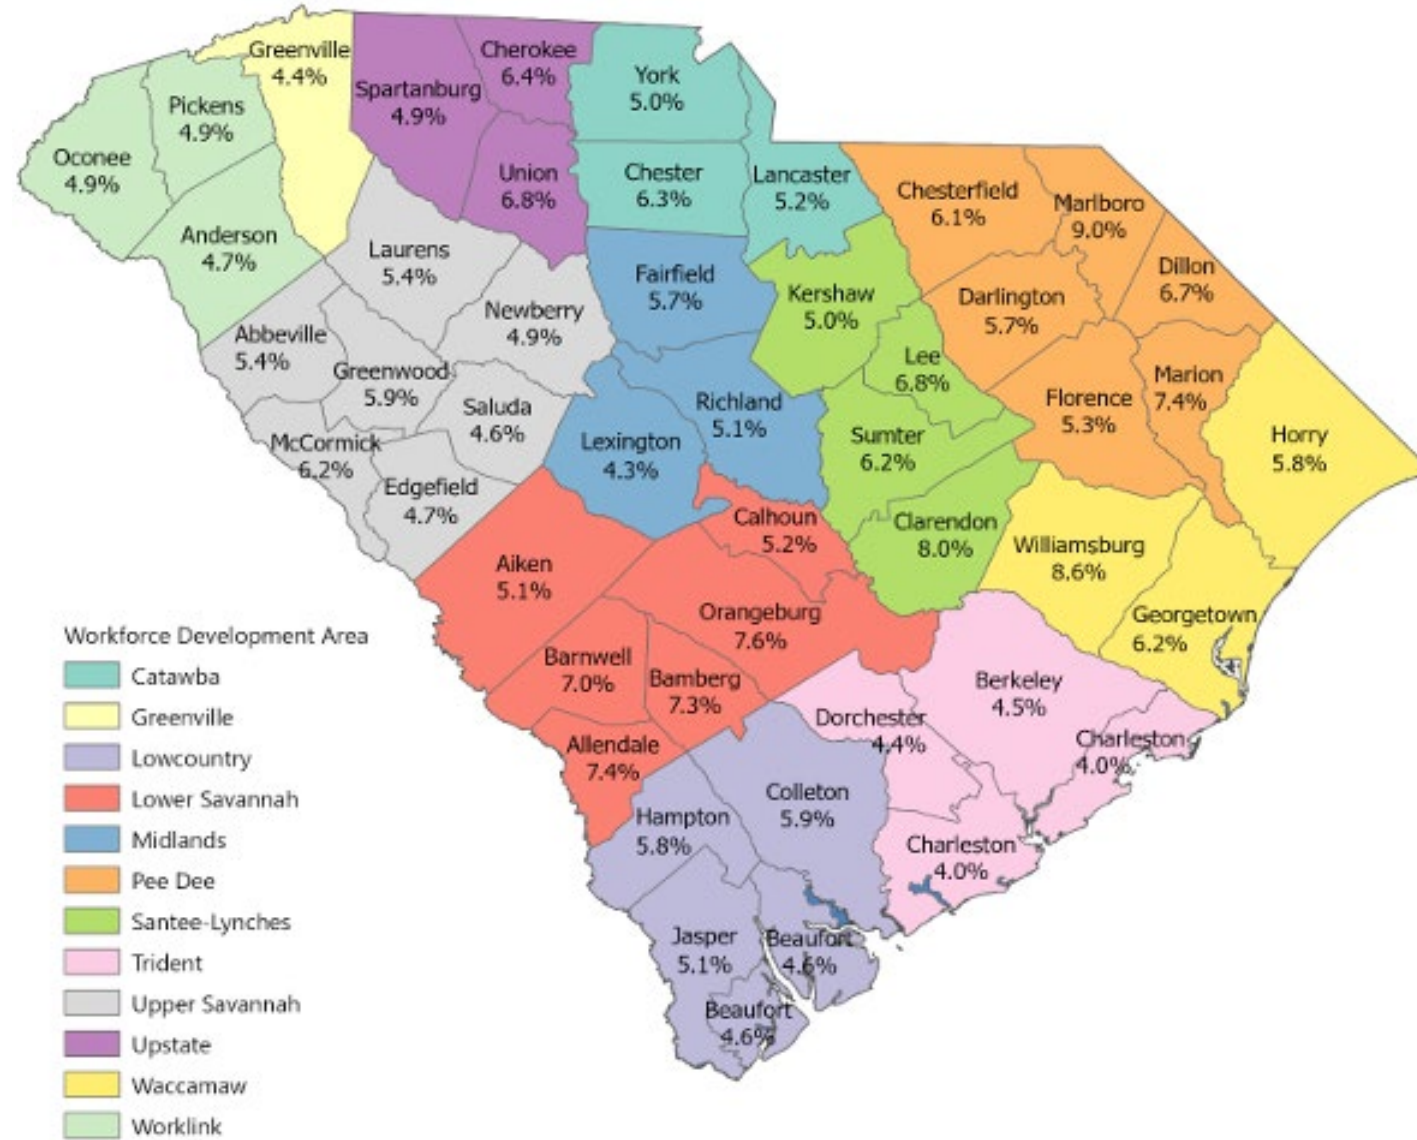 Greenville
4.4%
Cherokee
6.4%
Spartanburg
4.9%
York
5.0%
Pickens
4.9%
Oconee
4.9%
Union
6.8%
Chester
6.3%
Lancaster
5.2%
Chesterfield
6.1%
Marlboro
9.0%
Anderson
4.7%
Laurens
5.4%
Fairfield
5.7%
Kershaw
5.0%
Darlington
5.7%
Dillon
6.7%
Newberry
4.9%
Abbeville
5.4%
Greenwood
5.9%
Lee
6.8%
Marion
7.4%
Saluda
4.6%
Richland
5.1%
Florence
5.3%
McCormick
6.2%
Lexington
4.3%
Sumter
6.2%
Horry
5.8%
Edgefield
4.7%
Calhoun
5.2%
Clarendon
8.0%
Williamsburg
8.6%
Aiken
5.1%
Orangeburg
7.6%
Georgetown
6.2%
Barnwell
7.0%
Bamberg
7.3%
Berkeley
4.5%
Dorchester
4.4%
Charleston
4.0%
Allendale
7.4%
Colleton
5.9%
Hampton
5.8%
Charleston
4.0%
Jasper
5.1%
Beaufort
4.6%
Beaufort
4.6%
Workforce Development Area
Catawba
Greenville
Lowcountry
Lower Savannah
Midlands
Pee Dee
Santee-Lynches
Trident
Upper Savannah
Upstate
Waccamaw
Worklink